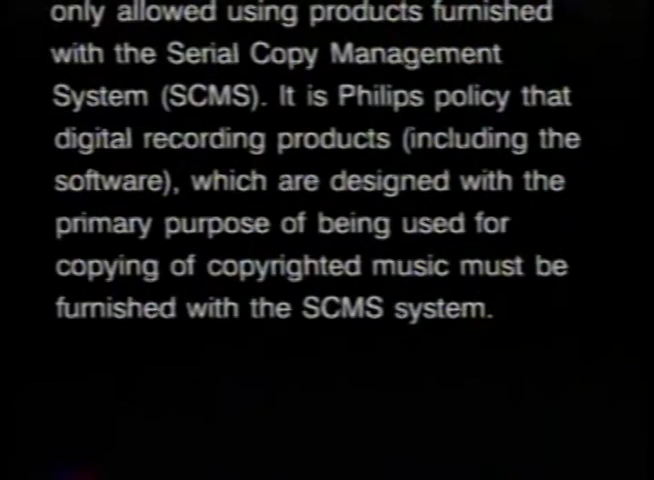 only allowed using products furnished
with the Serial Copy Management
System (SCMS). It is Philips policy that
digital recording products (including the
software), which are designed with the
primary purpose of being used for
copying of copyrighted music must be
furnished with the SCMS system.